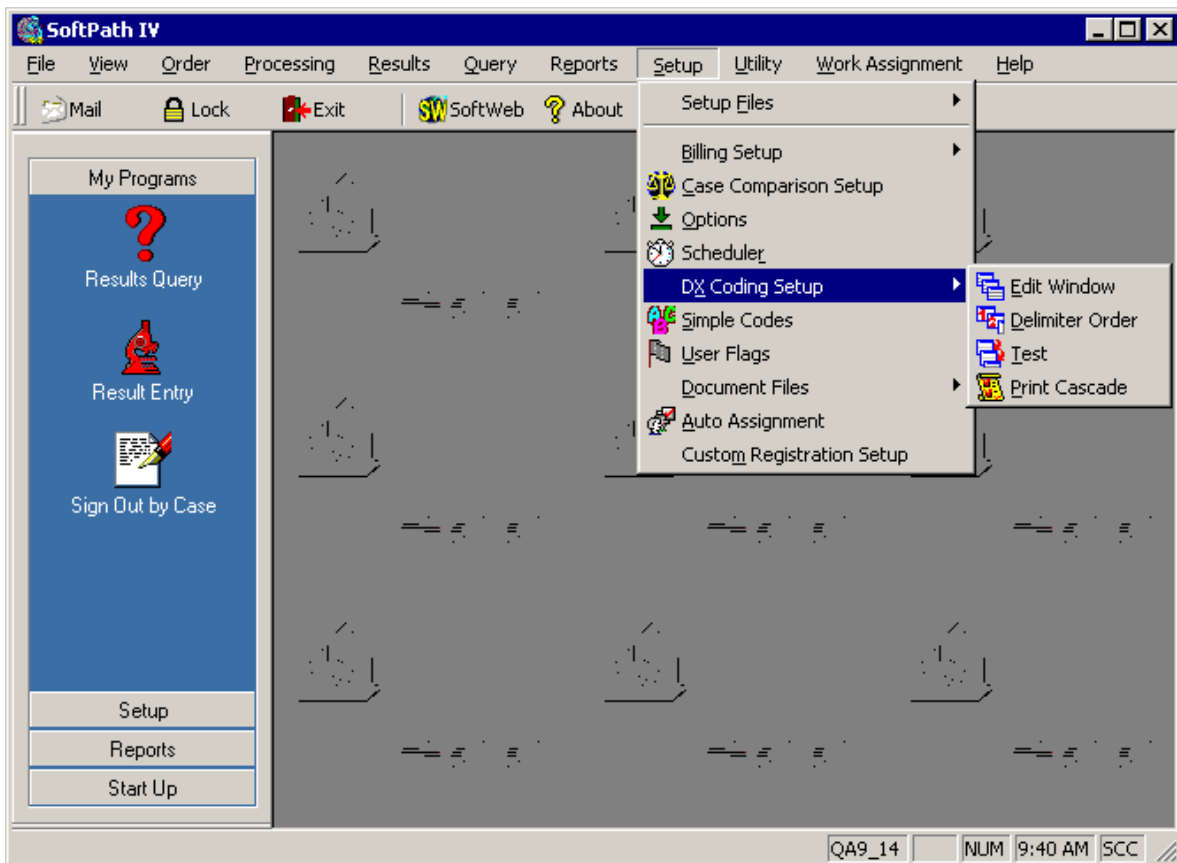 SoftPath IV
File View Order Processing Results Query Reports Setup Utility Work Assignment Help
Mail Lock Exit SW SoftWeb About
My Programs
Results Query
Result Entry
Sign Out by Case
Setup
Reports
Start Up
Setup Files
Billing Setup
Case Comparison Setup
Options
Scheduler
DX Coding Setup
Simple Codes
User Flags
Document Files
Auto Assignment
Custom Registration Setup
Edit Window
Delimiter Order
Test
Print Cascade
QA9_14 NUM 9:40 AM SCC